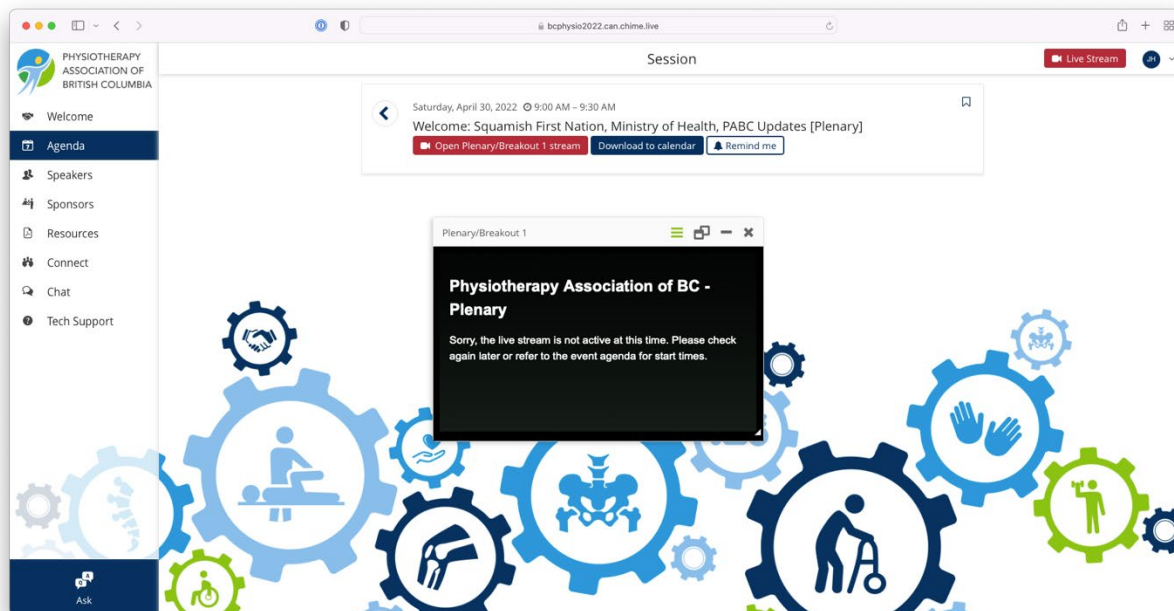 bcphysio2022.can.chime.live
PHYSIOTHERAPY
ASSOCIATION OF
BRITISH COLUMBIA
Session
Live Stream
JH
Welcome
Agenda
Speakers
Sponsors
Resources
Connect
Chat
Tech Support
Saturday, April 30, 2022 9:00 AM – 9:30 AM
Welcome: Squamish First Nation, Ministry of Health, PABC Updates [Plenary]
Open Plenary/Breakout 1 stream Download to calendar Remind me
Plenary/Breakout 1
Physiotherapy Association of BC -
Plenary
Sorry, the live stream is not active at this time. Please check
again later or refer to the event agenda for start times.
Q A
Ask